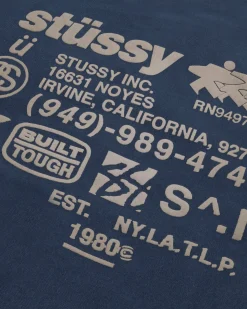 stüssy
ü
STUSSY INC.
16631 NOYES
IRVINE, CALIFORNIA, 927
RN9497
(949)-989-474
BUILT
TOUGH
S^.
EST.
1980
NY.LA.T.L.P.